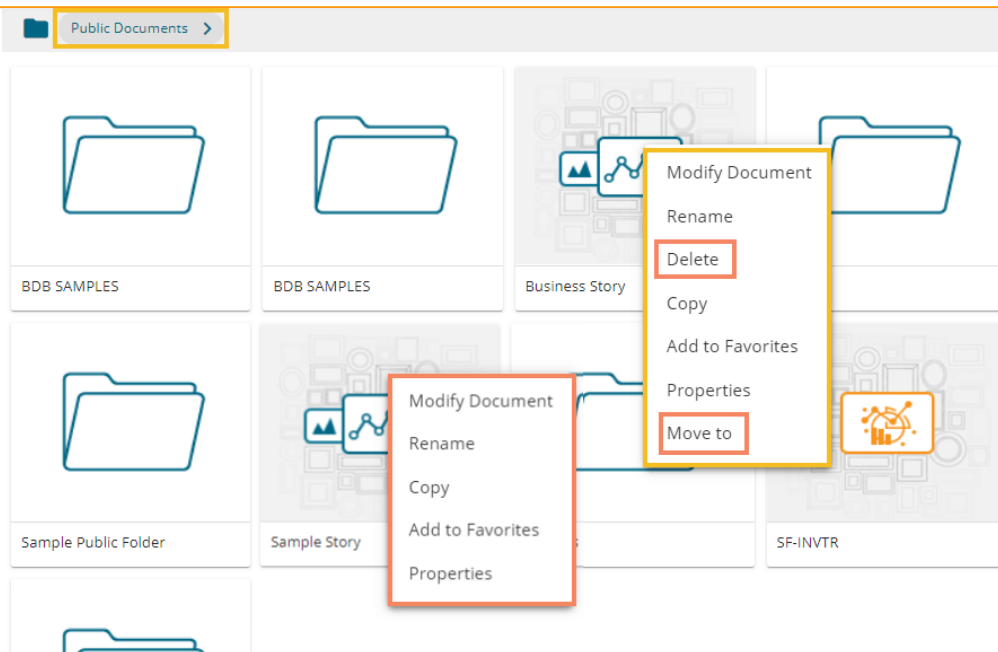 Public Documents
BDB SAMPLES
BDB SAMPLES
Business Story
Modify Document
Rename
Delete
Copy
Add to Favorites
Properties
Move to
Sample Public Folder
Sample Story
SF-INVTR
Modify Document
Rename
Copy
Add to Favorites
Properties